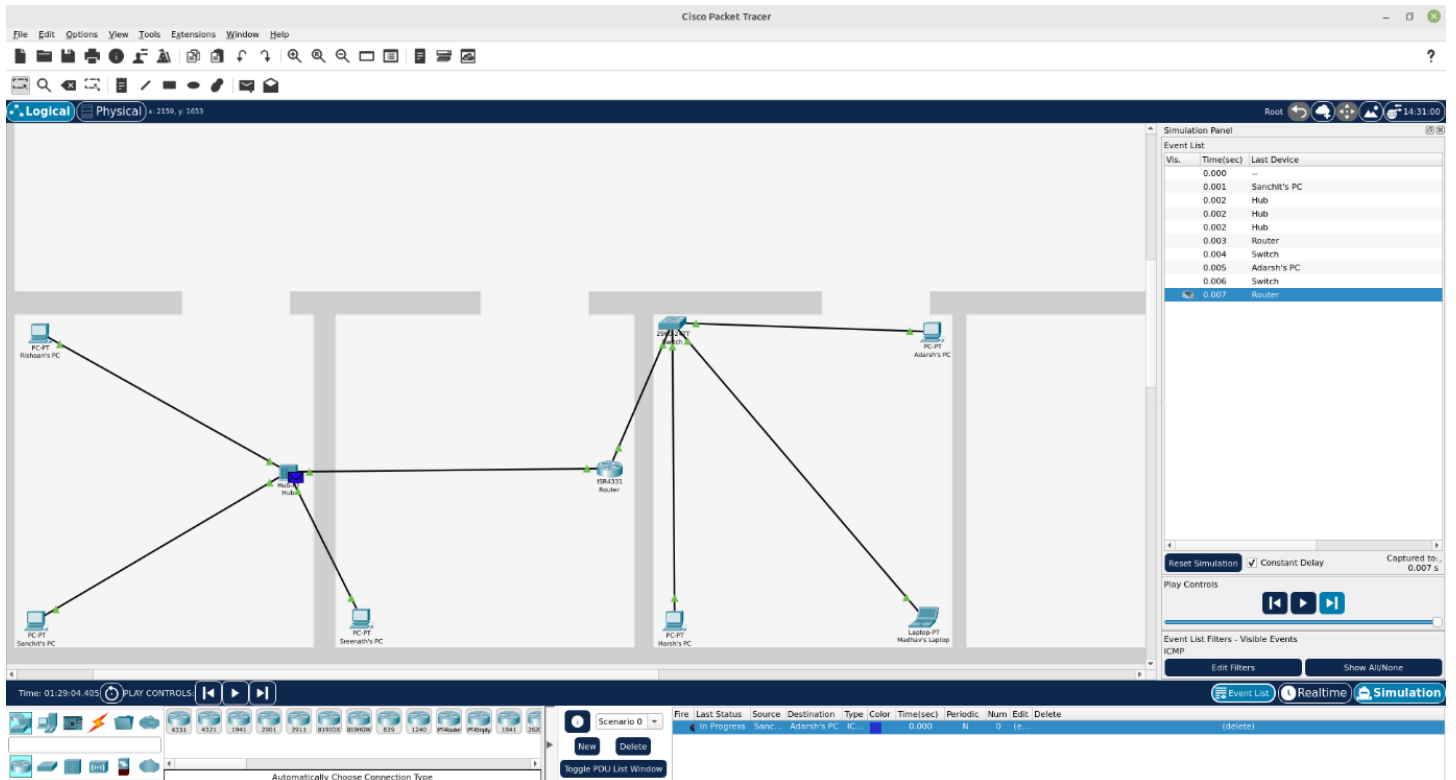 Cisco Packet Tracer
File Edit Options View Tools Extensions Window Help
?
Logical Physical x: 2159, y: 1653
Root 14:31:00
Simulation Panel
Event List
Vis. Time(sec) Last Device
0.000 --
0.001 Sanchit's PC
0.002 Hub
0.002 Hub
0.002 Hub
0.003 Router
0.004 Switch
0.005 Adarsh's PC
0.006 Switch
0.007 Router
PC-PT
Rishoan's PC
Switch
PC-PT
Adarsh's PC
Hub
ISR4331
Router
PC-PT
Sanchit's PC
PC-PT
Sreenath's PC
PC-PT
Harsh's PC
Laptop-PT
Madhav's Laptop
Reset Simulation Constant Delay Captured to:
0.007 s
Play Controls
Event List Filters - Visible Events
ICMP
Edit Filters Show All/None
Time: 01:29:04.405 PLAY CONTROLS:
Event List Realtime Simulation
4331 4321 1941 2901 2911 819IOX 819HGW 829 1240 PT-Router PT-Empty 1941
Automatically Choose Connection Type
Scenario 0
New Delete
Toggle PDU List Window
Fire Last Status Source Destination Type Color Time(sec) Periodic Num Edit Delete
In Progress Sanc... Adarsh's PC IC... 0.000 N 0 (e... (delete)